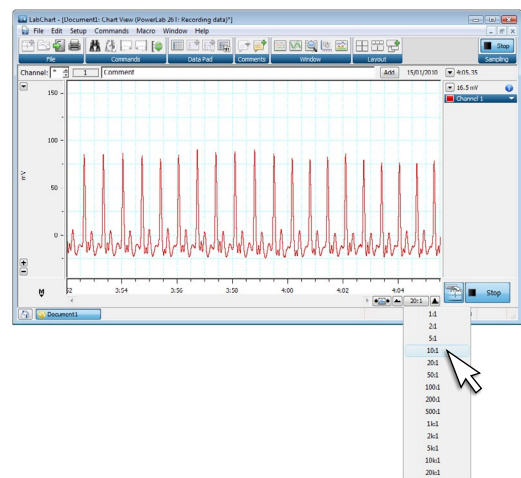 LabChart - [Document1: Chart View (PowerLab 26T: Recording data)*]
File Edit Setup Commands Macro Window Help
Stop
File Commands Data Pad Comments Window Layout Sampling
Channel: * 1 Comment Add 15/01/2010 4:05.35
150
16.5 mV
Channel 1
100
mV
50
0
M
52 3:54 3:56 3:58 4:00 4:02 4:04
20:1
Stop
Document1
1:1
2:1
5:1
10:1
20:1
50:1
100:1
200:1
500:1
1k:1
2k:1
5k:1
10k:1
20k:1